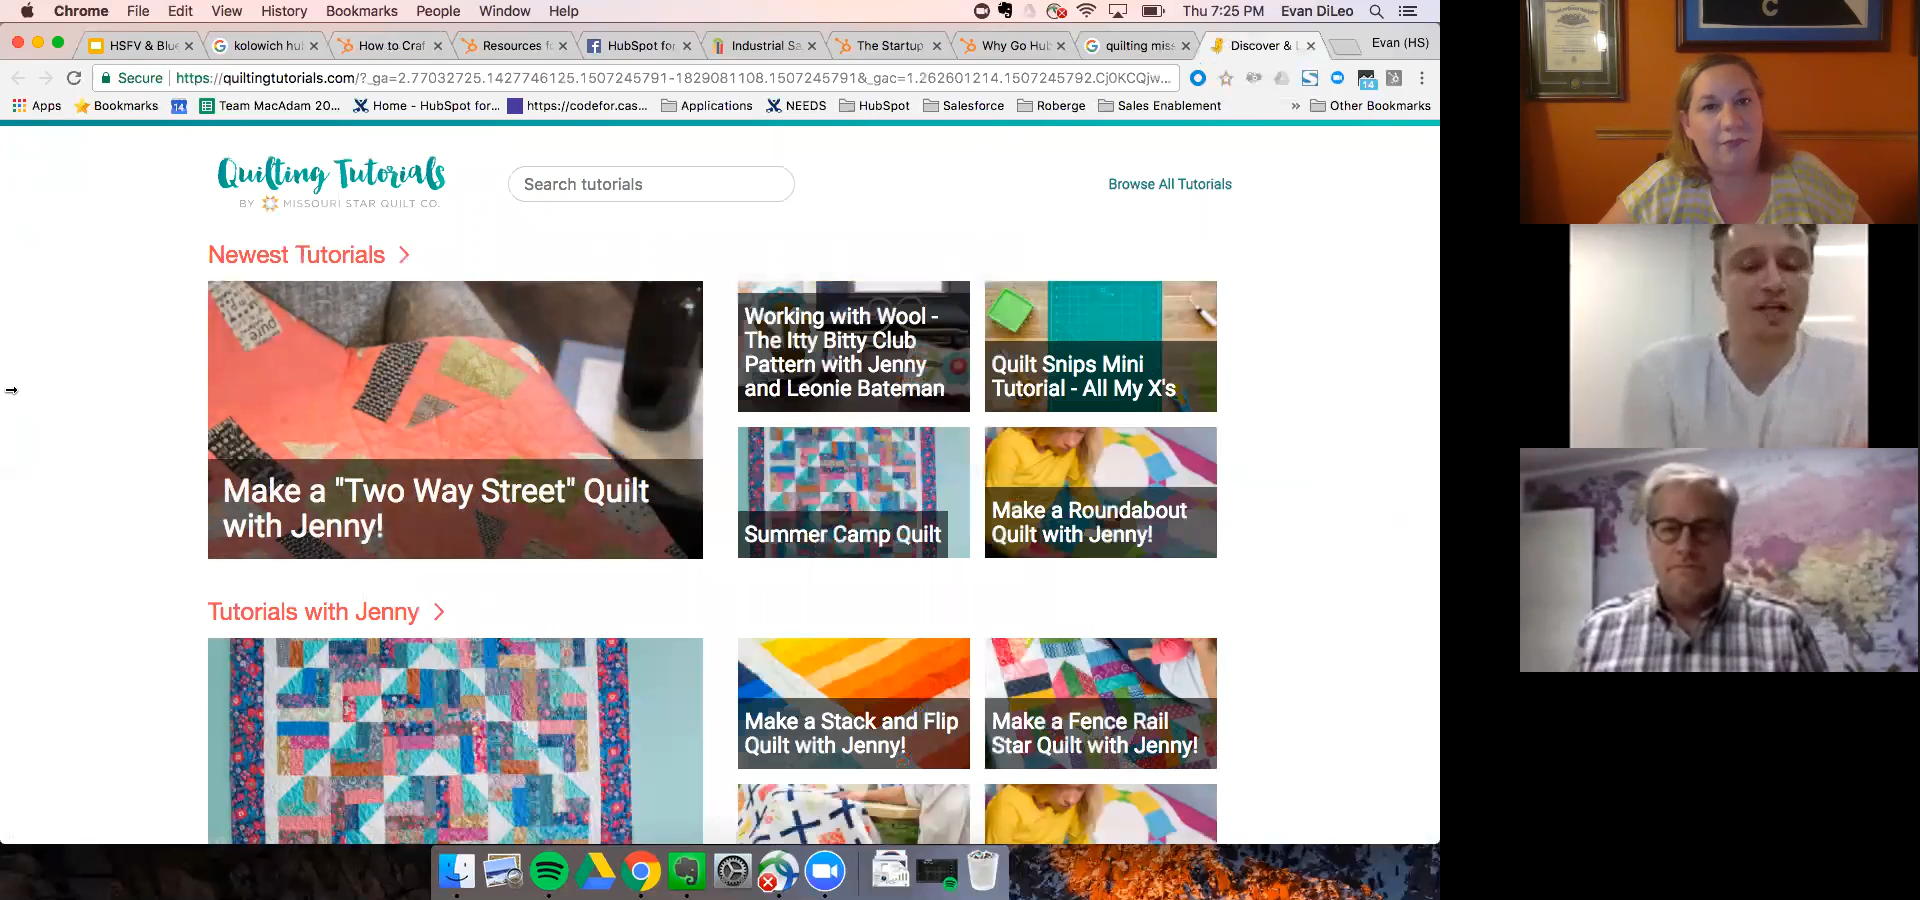 Chrome File Edit View History Bookmarks People Window Help
Thu 7:25 PM Evan DiLeo
HSFV & Blu
kolowich hu
How to Craf
Resources f
HubSpot for
Industrial Sa
The Startup
Why Go Hub
quilting miss
Discover & L
Evan (HS)
Secure https://quiltingtutorials.com/?_ga=2.77032725.1427746125.1507245791-1829081108.1507245791&_gac=1.262601214.1507245792.Cj0KCQjw...
14
Apps Bookmarks 14 Team MacAdam 20... Home - HubSpot for... https://codefor.cas... Applications NEEDS HubSpot Salesforce Roberge Sales Enablement » Other Bookmarks
Quilting Tutorials
BY MISSOURI STAR QUILT CO.
Search tutorials
Browse All Tutorials
Newest Tutorials
Make a "Two Way Street" Quilt
with Jenny!
Working with Wool -
The Itty Bitty Club
Pattern with Jenny
and Leonie Bateman
Quilt Snips Mini
Tutorial - All My X's
Summer Camp Quilt
Make a Roundabout
Quilt with Jenny!
Tutorials with Jenny
Make a Stack and Flip
Quilt with Jenny!
Make a Fence Rail
Star Quilt with Jenny!
pure
C